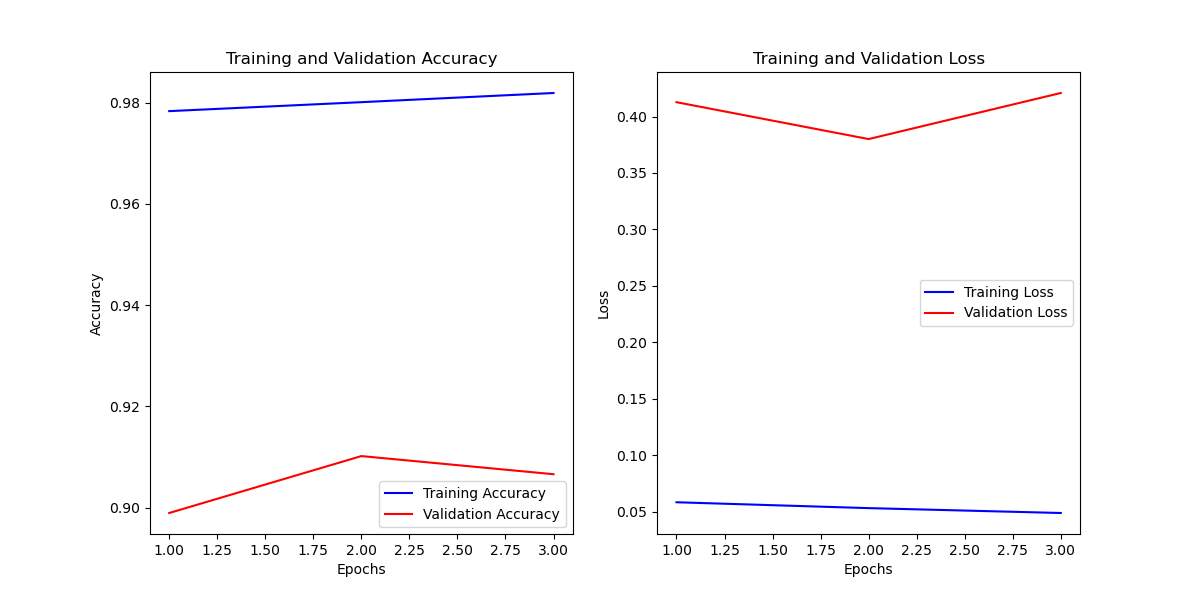 Training and Validation Accuracy
0.98
0.96
0.94
0.92
0.90
Accuracy
Training Accuracy
Validation Accuracy
1.00 1.25 1.50 1.75 2.00 2.25 2.50 2.75 3.00
Epochs
Training and Validation Loss
0.40
0.35
0.30
0.25
0.20
0.15
0.10
0.05
Loss
Training Loss
Validation Loss
1.00 1.25 1.50 1.75 2.00 2.25 2.50 2.75 3.00
Epochs